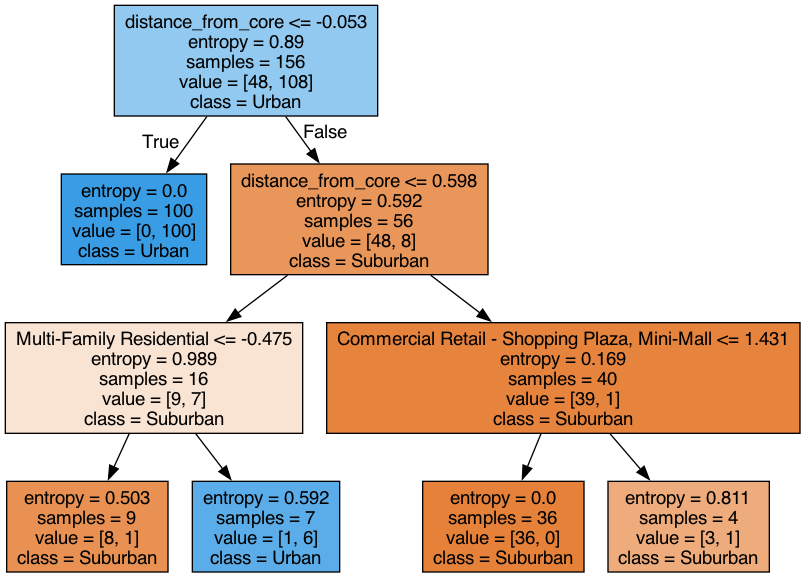 distance_from_core <= -0.053
entropy = 0.89
samples = 156
value = [48, 108]
class = Urban
True
False
entropy = 0.0
samples = 100
value = [0, 100]
class = Urban
distance_from_core <= 0.598
entropy = 0.592
samples = 56
value = [48, 8]
class = Suburban
Multi-Family Residential <= -0.475
entropy = 0.989
samples = 16
value = [9, 7]
class = Suburban
Commercial Retail - Shopping Plaza, Mini-Mall <= 1.431
entropy = 0.169
samples = 40
value = [39, 1]
class = Suburban
entropy = 0.503
samples = 9
value = [8, 1]
class = Suburban
entropy = 0.592
samples = 7
value = [1, 6]
class = Urban
entropy = 0.0
samples = 36
value = [36, 0]
class = Suburban
entropy = 0.811
samples = 4
value = [3, 1]
class = Suburban